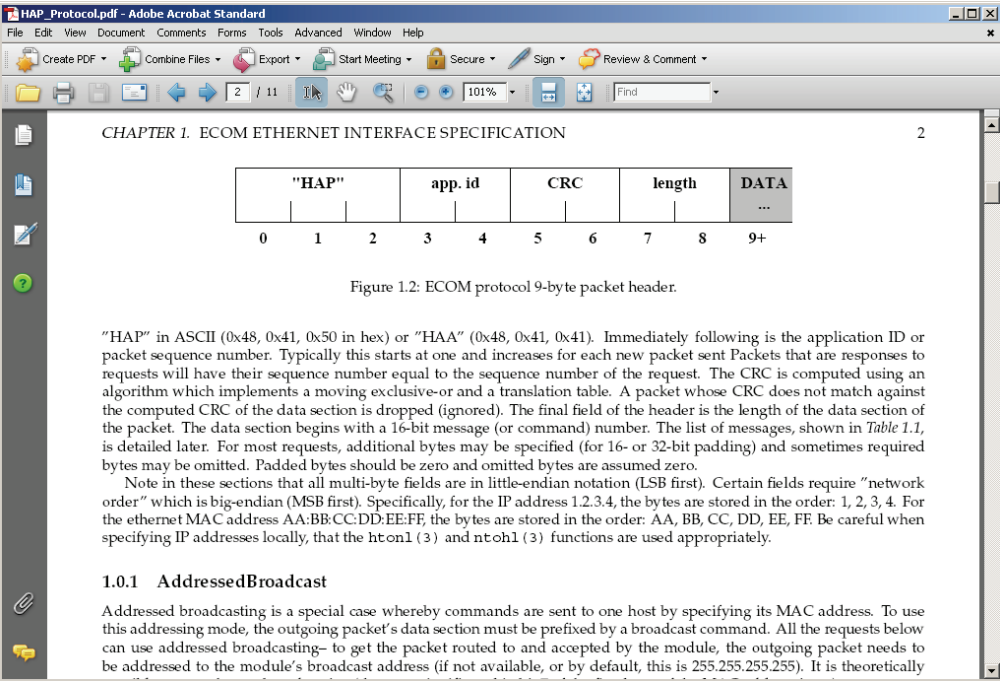 HAP_Protocol.pdf - Adobe Acrobat Standard
File Edit View Document Comments Forms Tools Advanced Window Help
Create PDF Combine Files Export Start Meeting Secure Sign Review & Comment
2 / 11 101% Find
CHAPTER 1. ECOM ETHERNET INTERFACE SPECIFICATION 2
"HAP" app. id CRC length DATA
...
0 1 2 3 4 5 6 7 8 9+
Figure 1.2: ECOM protocol 9-byte packet header.
"HAP" in ASCII (0x48, 0x41, 0x50 in hex) or "HAA" (0x48, 0x41, 0x41). Immediately following is the application ID or
packet sequence number. Typically this starts at one and increases for each new packet sent Packets that are responses to
requests will have their sequence number equal to the sequence number of the request. The CRC is computed using an
algorithm which implements a moving exclusive-or and a translation table. A packet whose CRC does not match against
the computed CRC of the data section is dropped (ignored). The final field of the header is the length of the data section of
the packet. The data section begins with a 16-bit message (or command) number. The list of messages, shown in Table 1.1,
is detailed later. For most requests, additional bytes may be specified (for 16- or 32-bit padding) and sometimes required
bytes may be omitted. Padded bytes should be zero and omitted bytes are assumed zero.
Note in these sections that all multi-byte fields are in little-endian notation (LSB first). Certain fields require "network
order" which is big-endian (MSB first). Specifically, for the IP address 1.2.3.4, the bytes are stored in the order: 1, 2, 3, 4. For
the ethernet MAC address AA:BB:CC:DD:EE:FF, the bytes are stored in the order: AA, BB, CC, DD, EE, FF. Be careful when
specifying IP addresses locally, that the htonl(3) and ntohl(3) functions are used appropriately.
1.0.1 AddressedBroadcast
Addressed broadcasting is a special case whereby commands are sent to one host by specifying its MAC address. To use
this addressing mode, the outgoing packet's data section must be prefixed by a broadcast command. All the requests below
can use addressed broadcasting– to get the packet routed to and accepted by the module, the outgoing packet needs to
be addressed to the module's broadcast address (if not available, or by default, this is 255.255.255.255). It is theoretically